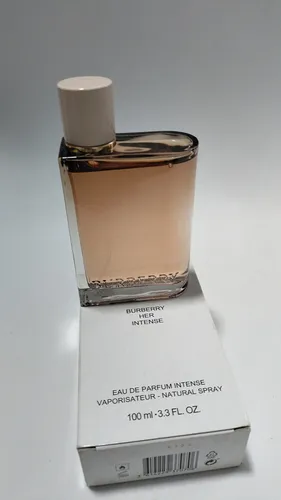 BURBERRY
BURBERRY
HER
INTENSE
EAU DE PARFUM INTENSE
VAPORISATEUR - NATURAL SPRAY
100 ml · 3.3 FL. OZ.